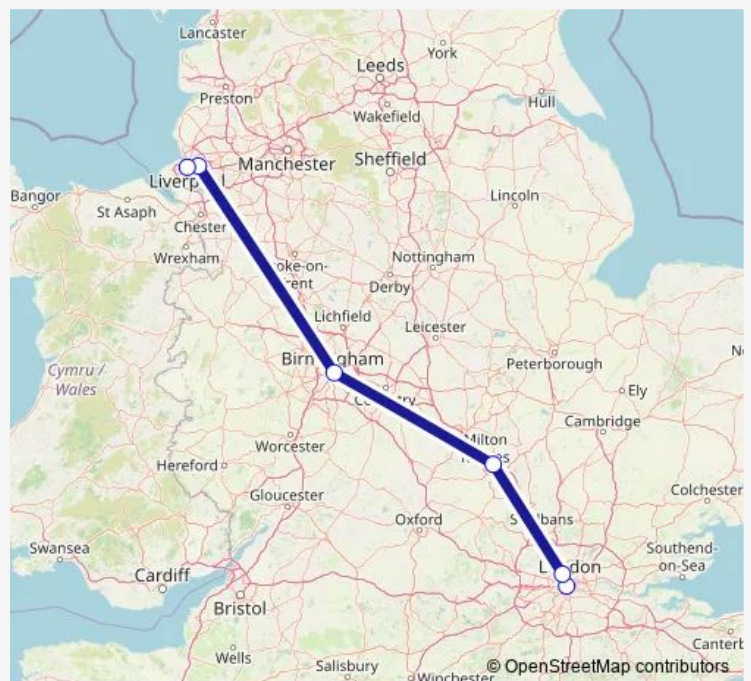 Lancaster
York
Leeds
Preston
Hull
Wakefield
Manchester
Sheffield
Bangor
St Asaph
Lincoln
Chester
Wrexham
Nottingham
Derby
Lichfield
Leicester
Peterborough
Cymru /
Wales
Ely
Cambridge
Milton
Worcester
Hereford
Gloucester
Colchester
Oxford
Swansea
Southend-
on-Sea
Cardiff
Bristol
Wells
Salisbury
Winchester
© OpenStreetMap contributors